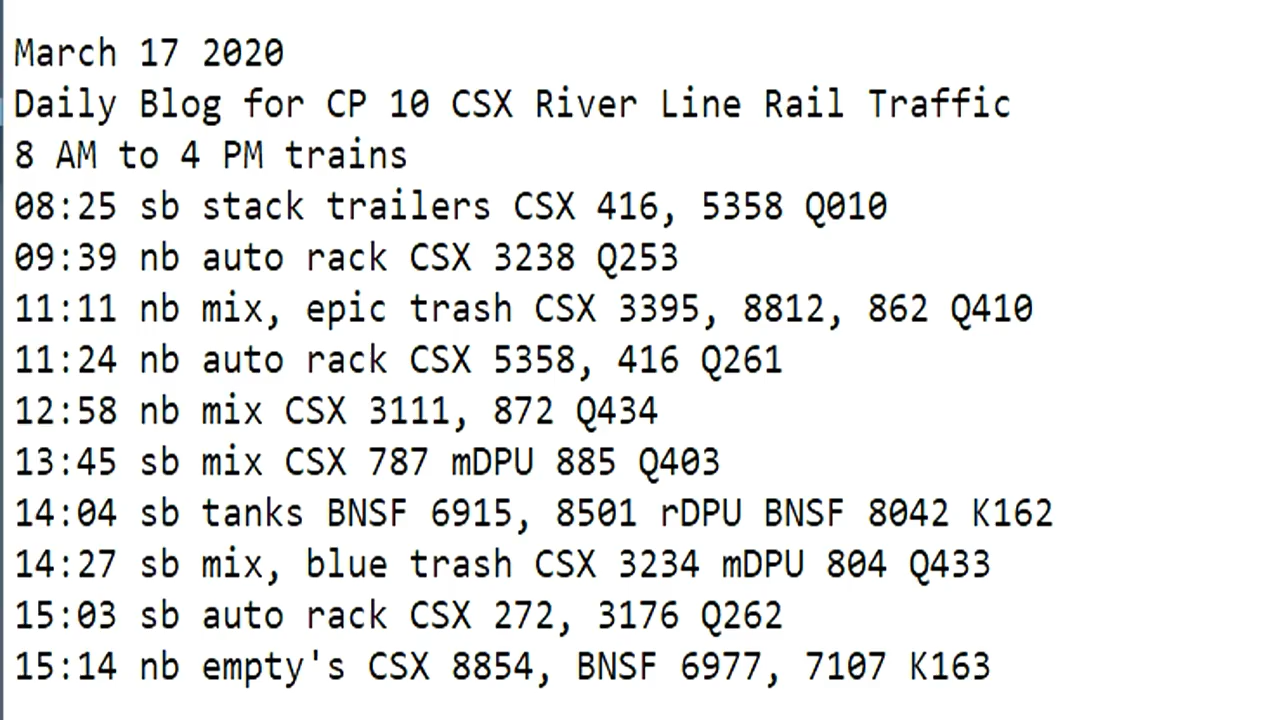 March 17 2020
Daily Blog for CP 10 CSX River Line Rail Traffic
8 AM to 4 PM trains
08:25 sb stack trailers CSX 416, 5358 Q010
09:39 nb auto rack CSX 3238 Q253
11:11 nb mix, epic trash CSX 3395, 8812, 862 Q410
11:24 nb auto rack CSX 5358, 416 Q261
12:58 nb mix CSX 3111, 872 Q434
13:45 sb mix CSX 787 mDPU 885 Q403
14:04 sb tanks BNSF 6915, 8501 rDPU BNSF 8042 K162
14:27 sb mix, blue trash CSX 3234 mDPU 804 Q433
15:03 sb auto rack CSX 272, 3176 Q262
15:14 nb empty's CSX 8854, BNSF 6977, 7107 K163